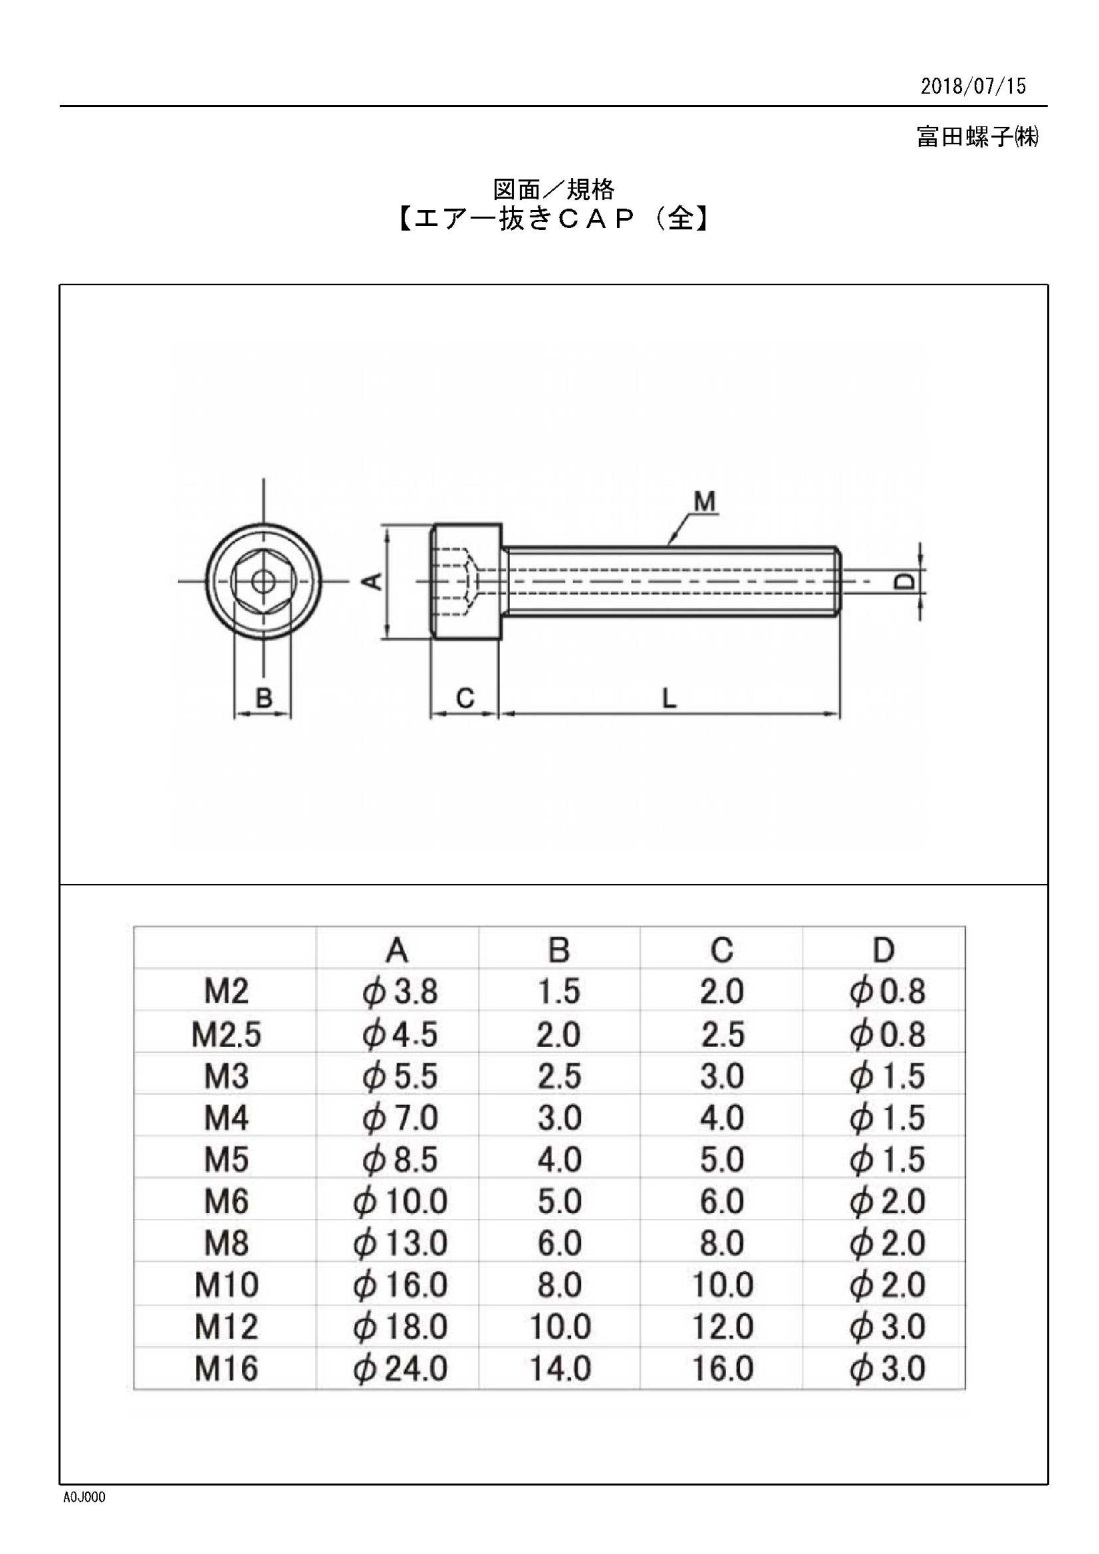 2018/07/15
富田螺子㈱
図面／規格
【エアー抜きＣＡＰ（全】
M
A
D
B
C
L
A B C D
M2 φ3.8 1.5 2.0 φ0.8
M2.5 φ4.5 2.0 2.5 φ0.8
M3 φ5.5 2.5 3.0 φ1.5
M4 φ7.0 3.0 4.0 φ1.5
M5 φ8.5 4.0 5.0 φ1.5
M6 φ10.0 5.0 6.0 φ2.0
M8 φ13.0 6.0 8.0 φ2.0
M10 φ16.0 8.0 10.0 φ2.0
M12 φ18.0 10.0 12.0 φ3.0
M16 φ24.0 14.0 16.0 φ3.0
A0J000